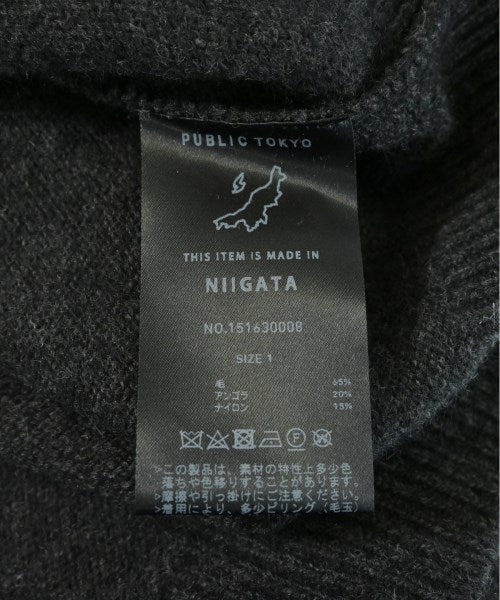 PUBLIC TOKYO
THIS ITEM IS MADE IN
NIIGATA
NO.151630008
SIZE 1
毛 65%
アンゴラ 20%
ナイロン 15%
F
>この製品は、素材の特性上多少色
落ちや色移りすることがあります。
>摩擦や引っ掛けにご注意ください。
>着用により、多少ピリング(毛玉)